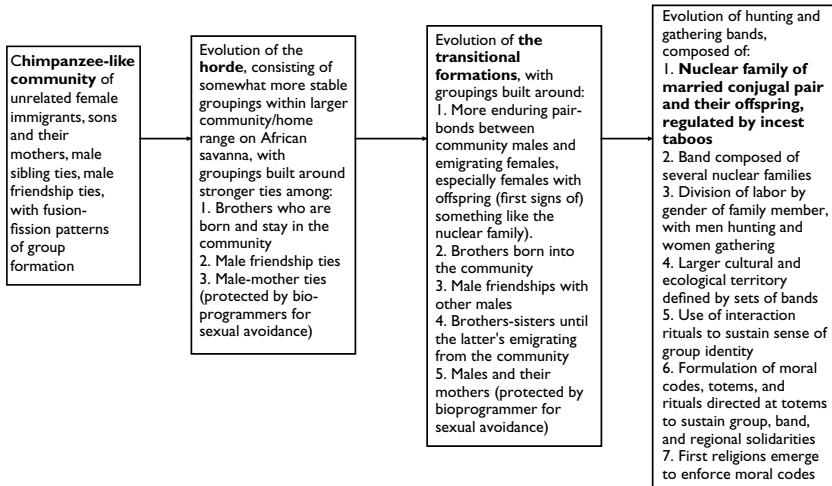 Chimpanzee-like
community of
unrelated female
immigrants, sons
and their
mothers, male
sibling ties, male
friendship ties,
with fusion-
fission patterns
of group
formation
Evolution of the
horde, consisting of
somewhat more stable
groupings within larger
community/home
range on African
savanna, with
groupings built around
stronger ties among:
1. Brothers who are
born and stay in the
community
2. Male friendship ties
3. Male-mother ties
(protected by bio-
programmers for
sexual avoidance)
Evolution of the
transitional
formations, with
groupings built around:
1. More enduring pair-
bonds between
community males and
emigrating females,
especially females with
offspring (first signs of)
something like the
nuclear family).
2. Brothers born into
the community
3. Male friendships with
other males
4. Brothers-sisters until
the latter's emigrating
from the community
5. Males and their
mothers (protected by
bioprogrammer for
sexual avoidance)
Evolution of hunting and
gathering bands,
composed of:
1. Nuclear family of
married conjugal pair
and their offspring,
regulated by incest
taboos
2. Band composed of
several nuclear families
3. Division of labor by
gender of family member,
with men hunting and
women gathering
4. Larger cultural and
ecological territory
defined by sets of bands
5. Use of interaction
rituals to sustain sense of
group identity
6. Formulation of moral
codes, totems, and
rituals directed at totems
to sustain group, band,
and regional solidarities
7. First religions emerge
to enforce moral codes